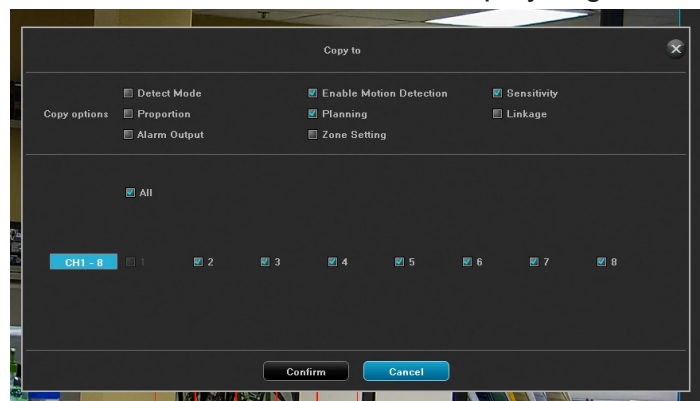 Copy to
Detect Mode Enable Motion Detection Sensitivity
Copy options Proportion Planning Linkage
Alarm Output Zone Setting
All
CH1 - 8 1 2 3 4 5 6 7 8
Confirm Cancel